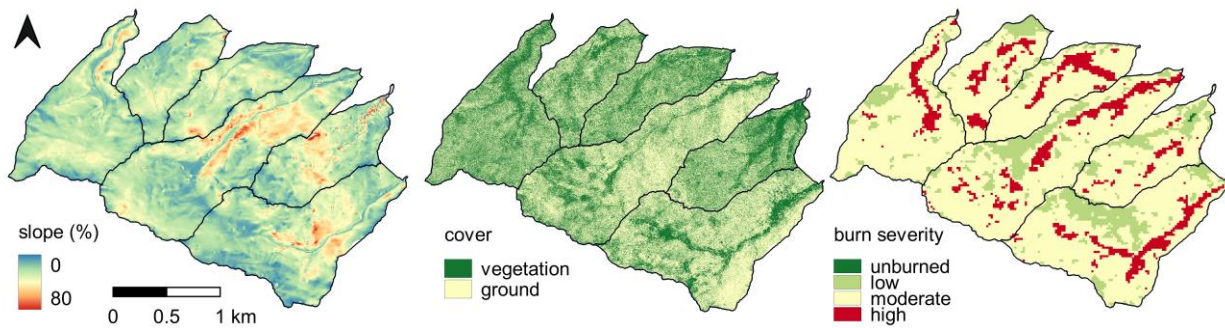 slope (%)
0
80
0 0.5 1 km
cover
vegetation
ground
burn severity
unburned
low
moderate
high